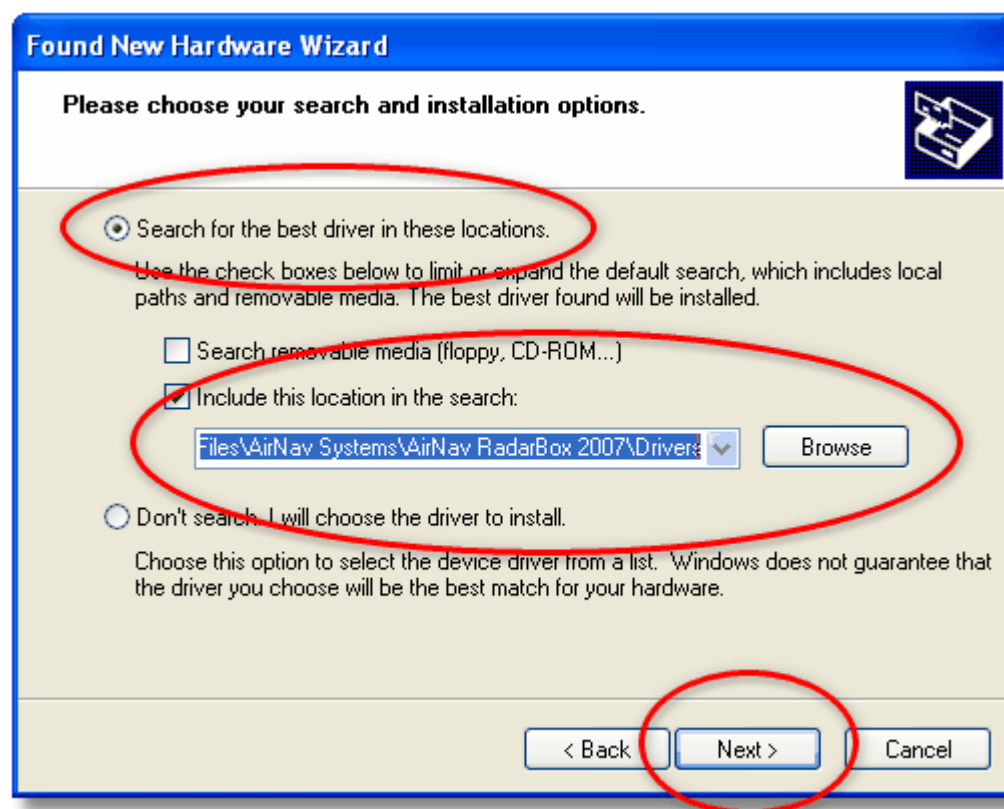 Found New Hardware Wizard
Please choose your search and installation options.
Search for the best driver in these locations.
Use the check boxes below to limit or expand the default search, which includes local
paths and removable media. The best driver found will be installed.
Search removable media (floppy, CD-ROM...)
Include this location in the search:
Files\AirNav Systems\AirNav RadarBox 2007\Drivers
Browse
Don't search. I will choose the driver to install.
Choose this option to select the device driver from a list. Windows does not guarantee that
the driver you choose will be the best match for your hardware.
< Back
Next >
Cancel